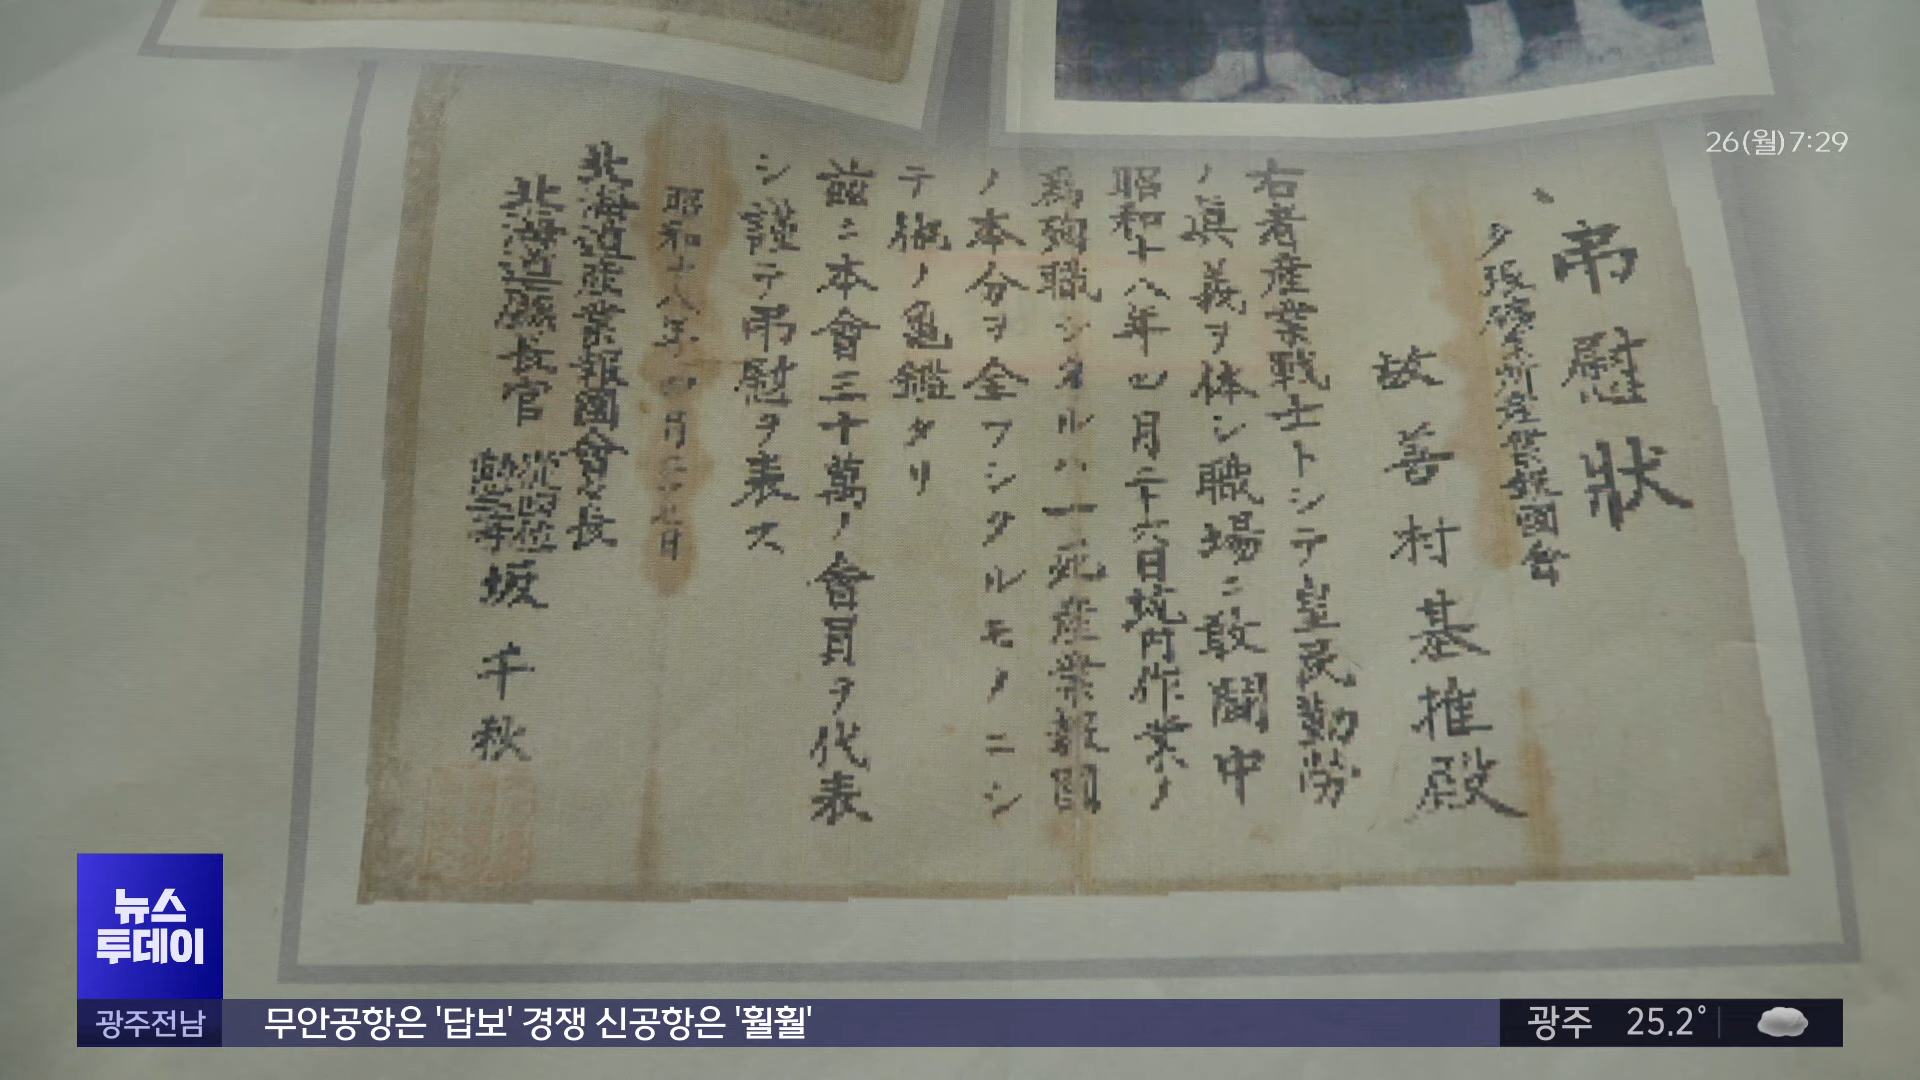 26(월)7:29
弔慰狀
夕張礦業所産業報國會
故 善村基推殿
右者産業戰士トシテ皇民勤勞
ノ眞義ヲ体シ職場ニ敢闘中
昭和十八年四月二十六日坑内作業ノ
爲殉職シタルハ一死産業報國
ノ本分ヲ全フシタルモノニシ
テ儀ノ龜鑑タリ
玆ニ本會三十萬ノ會員ヲ代表
シ謹テ弔慰ヲ表ス
昭和十八年四月 日
北海道産業報國會々長
北海道廳長官 坂千秋
뉴스
투데이
광주전남 무안공항은 '답보' 경쟁 신공항은 '훨훨' 광주 25.2°